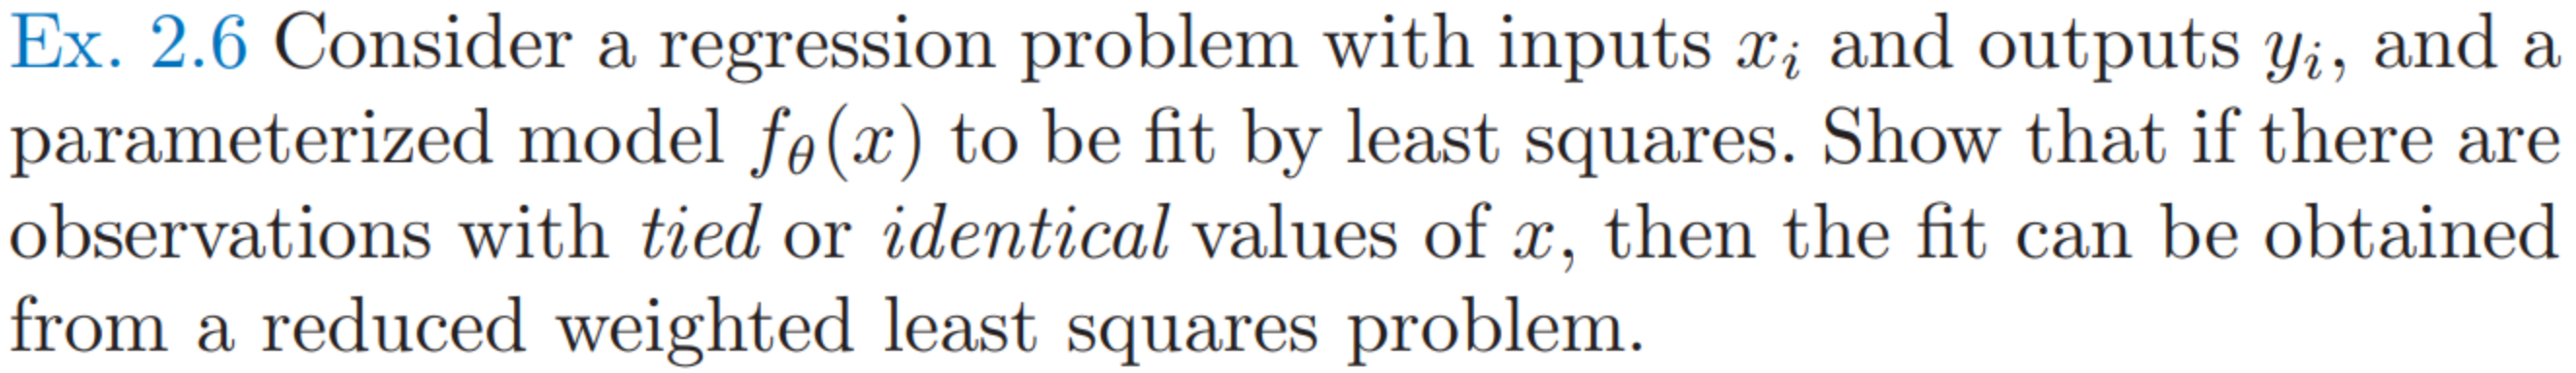 Ex. 2.6 Consider a regression problem with inputs $x_i$ and outputs $y_i$, and a
parameterized model $f_\theta(x)$ to be fit by least squares. Show that if there are
observations with tied or identical values of $x$, then the fit can be obtained
from a reduced weighted least squares problem.